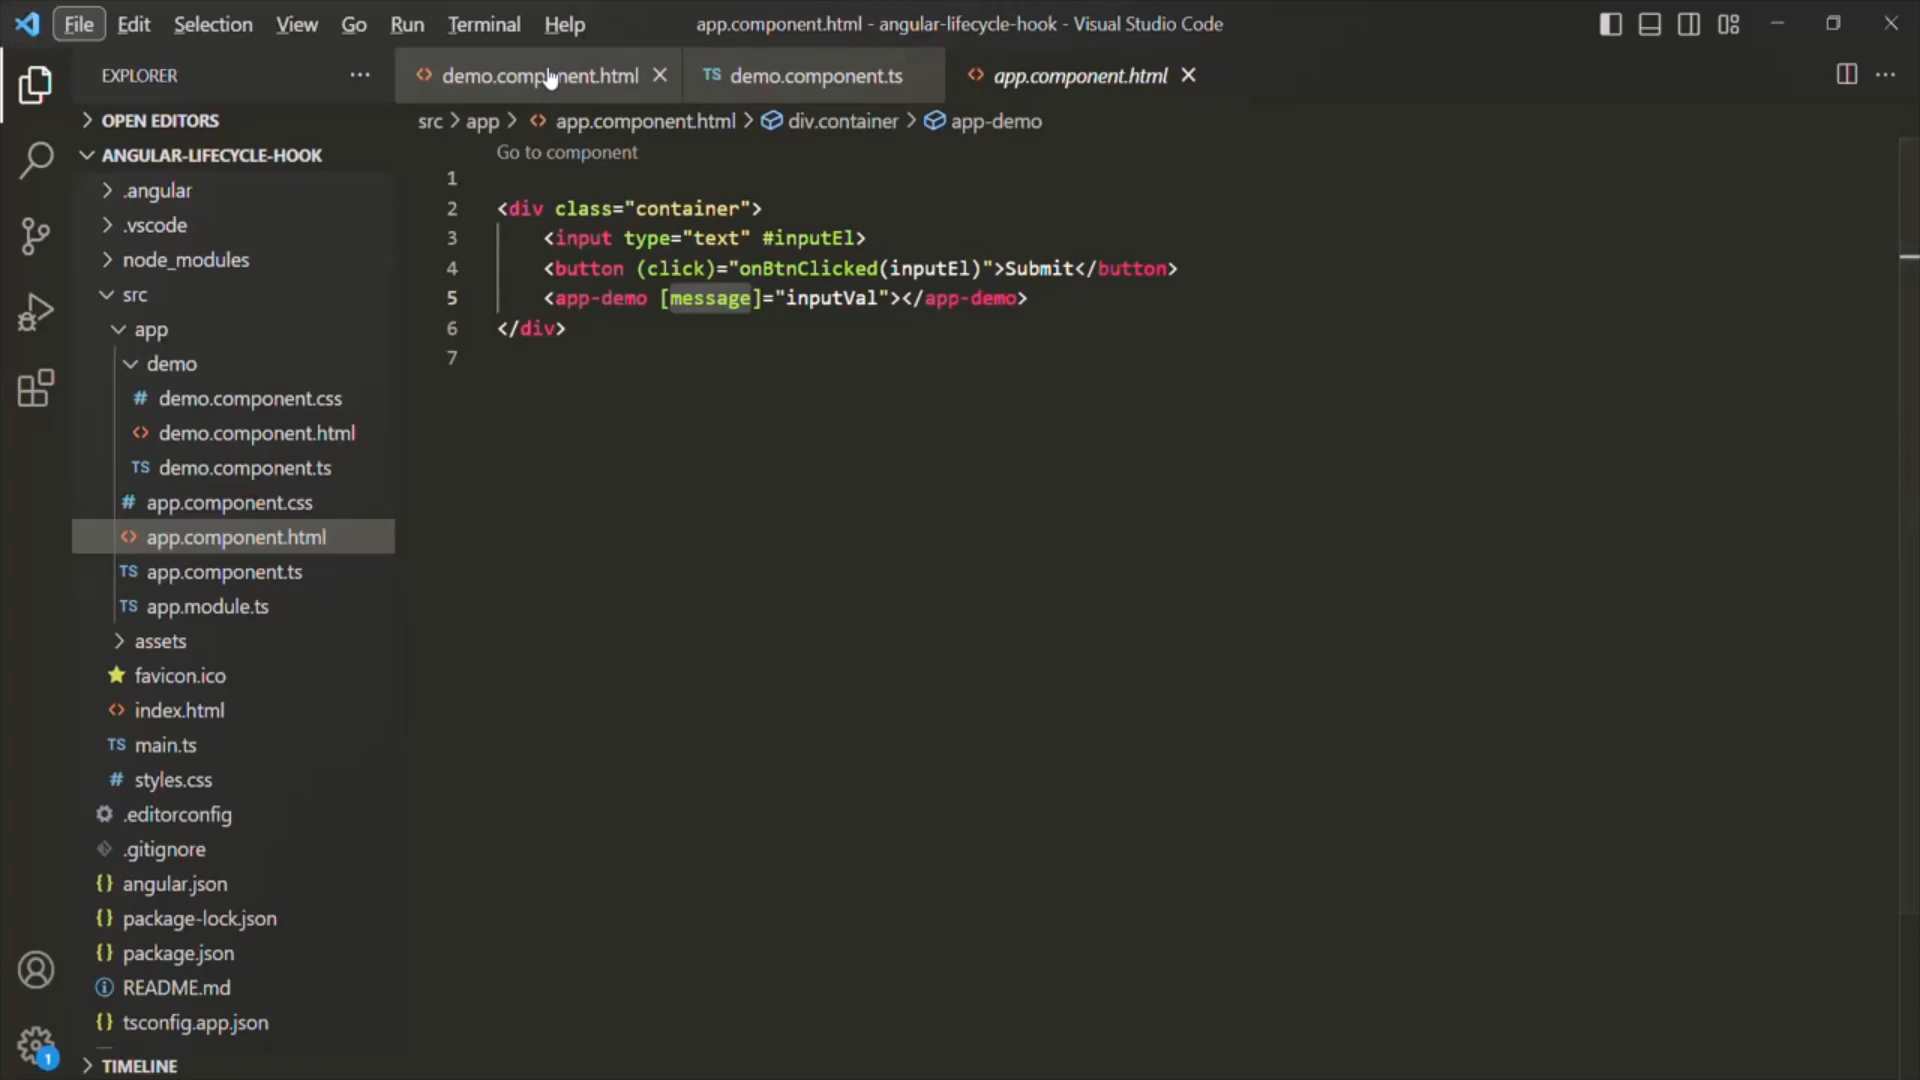 File Edit Selection View Go Run Terminal Help app.component.html - angular-lifecycle-hook - Visual Studio Code
EXPLORER
demo.component.html
TS demo.component.ts
app.component.html
OPEN EDITORS
src > app > app.component.html > div.container > app-demo
ANGULAR-LIFECYCLE-HOOK
.angular
.vscode
node_modules
src
app
demo
# demo.component.css
demo.component.html
TS demo.component.ts
# app.component.css
app.component.html
TS app.component.ts
TS app.module.ts
assets
favicon.ico
index.html
TS main.ts
# styles.css
.editorconfig
.gitignore
{} angular.json
{} package-lock.json
{} package.json
README.md
{} tsconfig.app.json
TIMELINE
1
Go to component
1
2 <div class="container">
3 <input type="text" #inputEl>
4 <button (click)="onBtnClicked(inputEl)">Submit</button>
5 <app-demo [message]="inputVal"></app-demo>
6 </div>
7